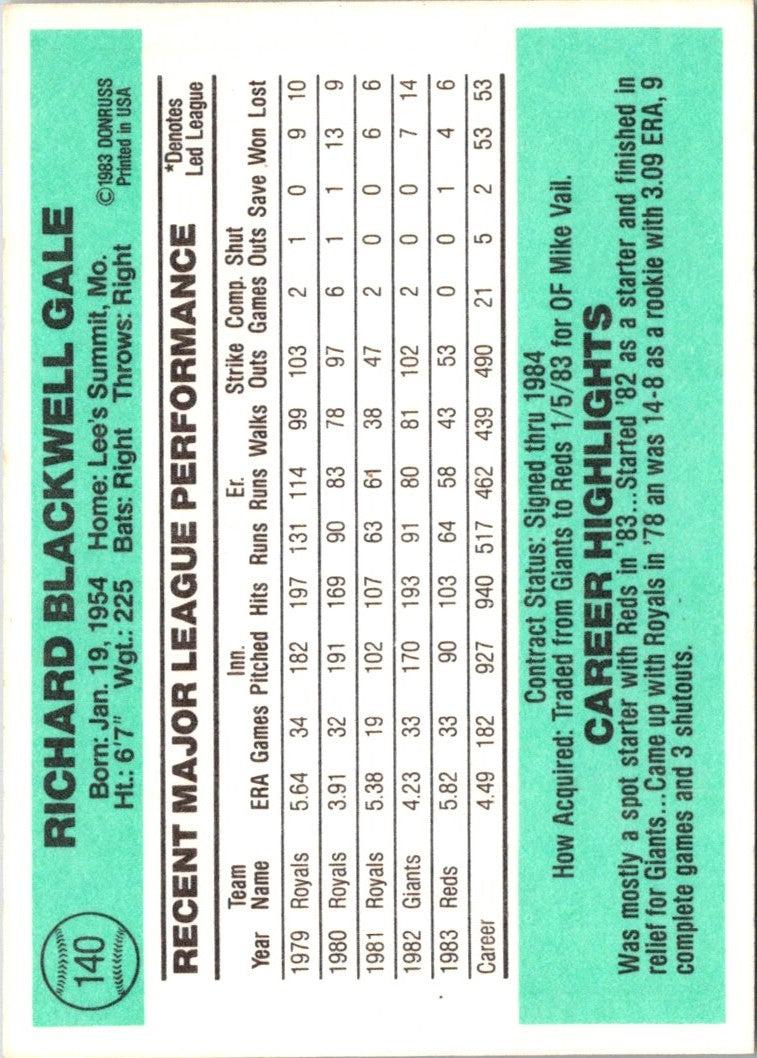 140
RICHARD BLACKWELL GALE
Born: Jan. 19, 1954 Home: Lee's Summit, Mo.
Ht.: 6'7" Wgt.: 225 Bats: Right Throws: Right
©1983 DONRUSS
Printed in USA
RECENT MAJOR LEAGUE PERFORMANCE
*Denotes
Led League
Team Inn. Er. Strike Comp. Shut
Year Name ERA Games Pitched Hits Runs Runs Walks Outs Games Outs Save Won Lost
1979 Royals 5.64 34 182 197 131 114 99 103 2 1 0 9 10
1980 Royals 3.91 32 191 169 90 83 78 97 6 1 1 13 9
1981 Royals 5.38 19 102 107 63 61 38 47 2 0 0 6 6
1982 Giants 4.23 33 170 193 91 80 81 102 2 0 0 7 14
1983 Reds 5.82 33 90 103 64 58 43 53 0 0 1 4 6
Career 4.49 182 927 940 517 462 439 490 21 5 2 53 53
Contract Status: Signed thru 1984
How Acquired: Traded from Giants to Reds 1/5/83 for OF Mike Vail.
CAREER HIGHLIGHTS
Was mostly a spot starter with Reds in '83...Started '82 as a starter and finished in
relief for Giants...Came up with Royals in '78 an was 14-8 as a rookie with 3.09 ERA, 9
complete games and 3 shutouts.